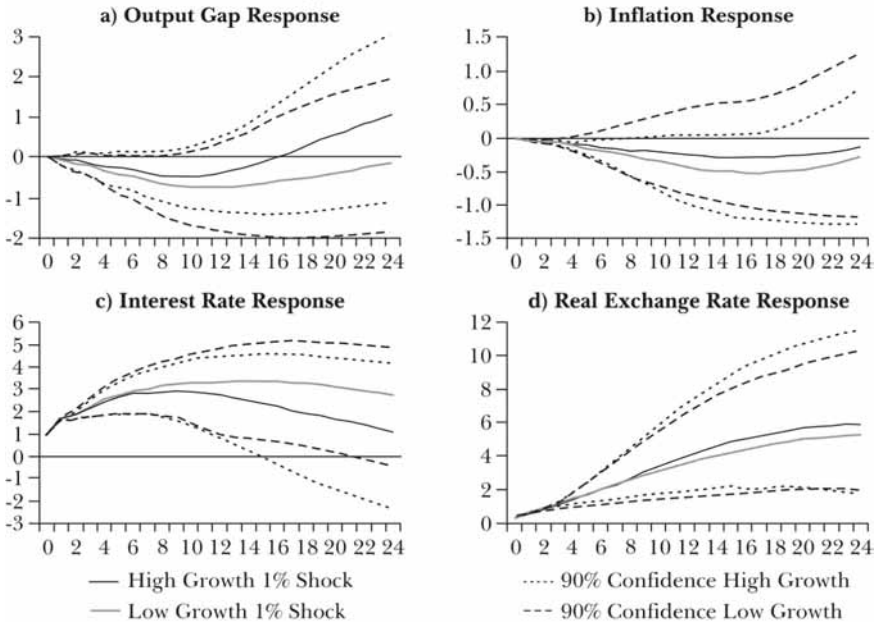 a) Output Gap Response
3
2
1
0
-1
-2
0 2 4 6 8 10 12 14 16 18 20 22 24
b) Inflation Response
1.5
1.0
0.5
0
-0.5
-1.0
-1.5
0 2 4 6 8 10 12 14 16 18 20 22 24
c) Interest Rate Response
6
5
4
3
2
1
0
-1
-2
-3
0 2 4 6 8 10 12 14 16 18 20 22 24
d) Real Exchange Rate Response
12
10
8
6
4
2
0
0 2 4 6 8 10 12 14 16 18 20 22 24
High Growth 1% Shock
Low Growth 1% Shock
90% Confidence High Growth
90% Confidence Low Growth